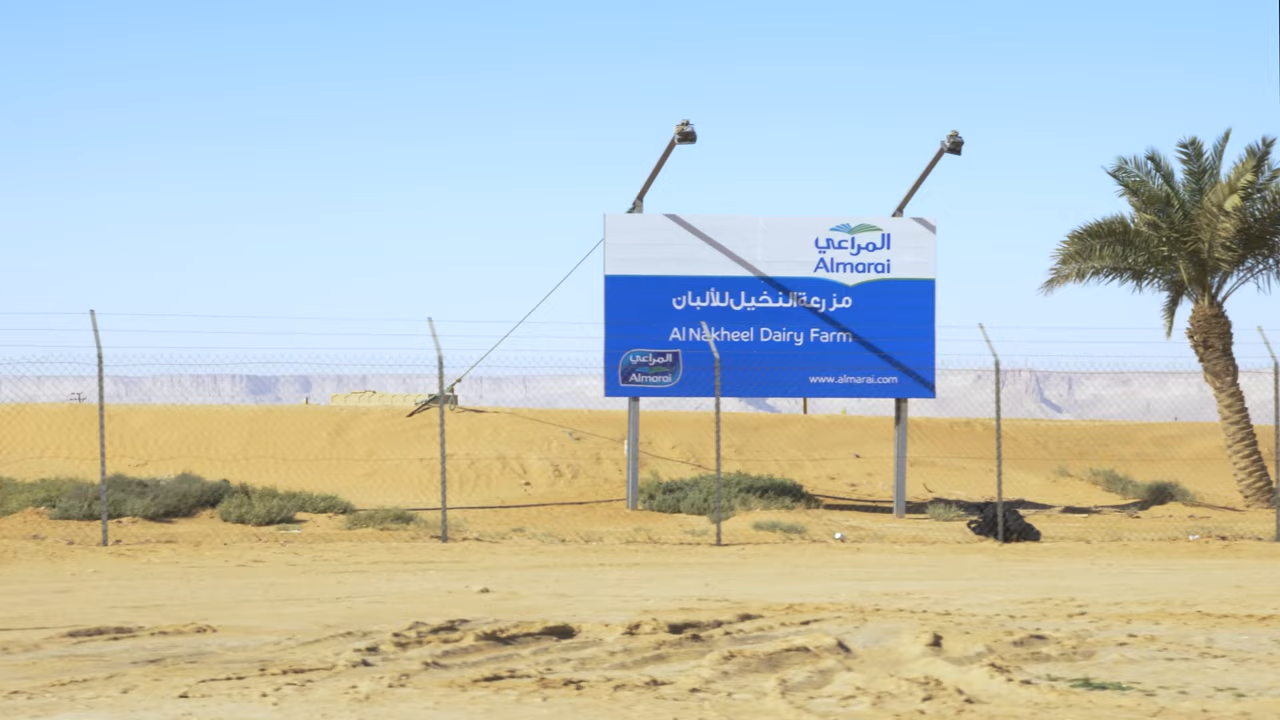 المراعي
Almarai
مزرعة النخيل للألبان
Al Nakheel Dairy Farm
المراعي
Almarai
www.almarai.com